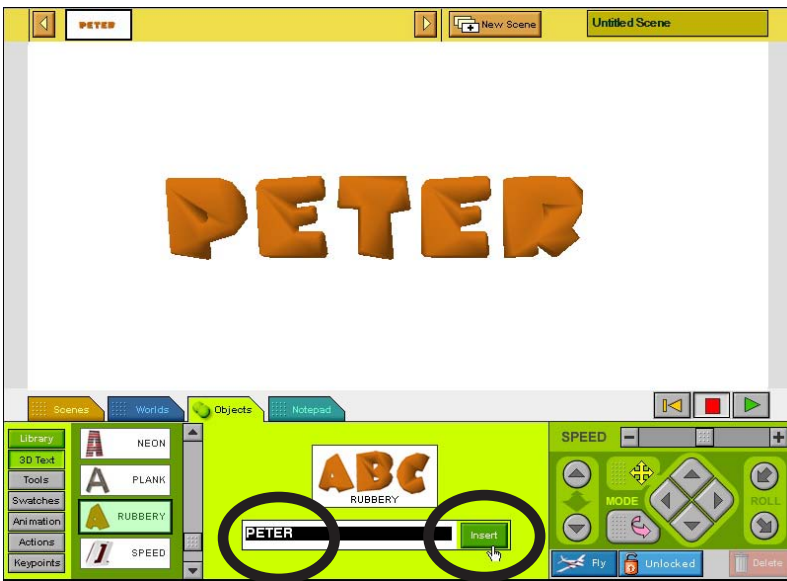 PETER
New Scene
Untitled Scene
PETER
Scenes
Worlds
Objects
Notepad
Library
3D Text
Tools
Swatches
Animation
Actions
Keypoints
A NEON
A PLANK
A RUBBERY
I SPEED
ABC
RUBBERY
PETER
Insert
SPEED
MODE
ROLL
Fly
Unlocked
Delete